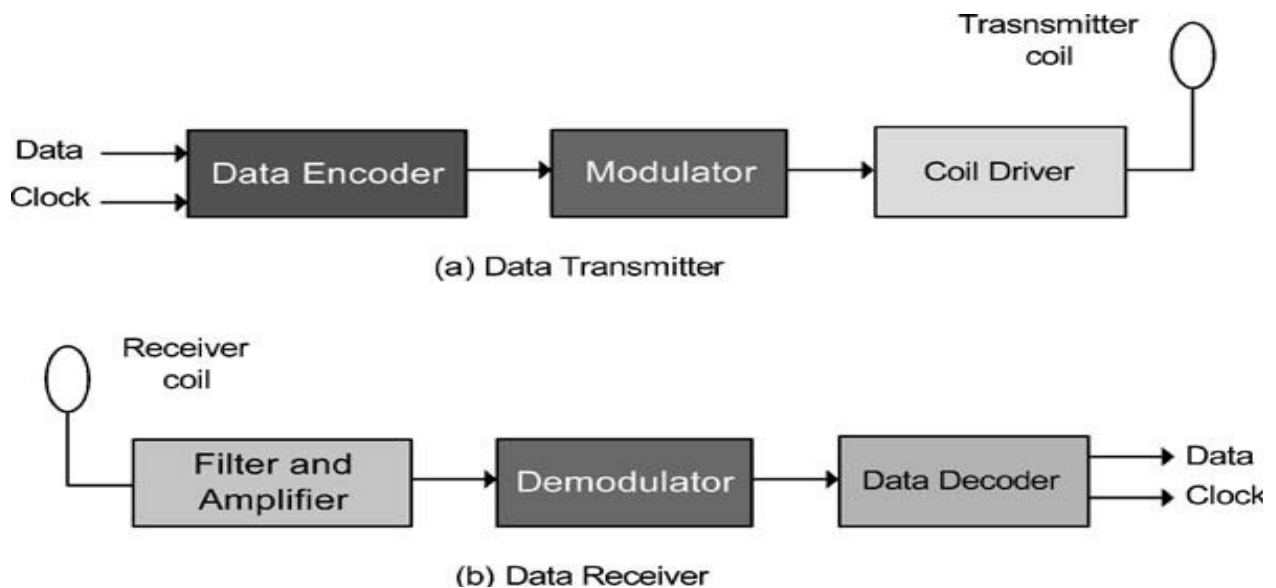 Trasnsmitter
coil
Data
Clock
Data Encoder
Modulator
Coil Driver
(a) Data Transmitter
Receiver
coil
Filter and
Amplifier
Demodulator
Data Decoder
Data
Clock
(b) Data Receiver